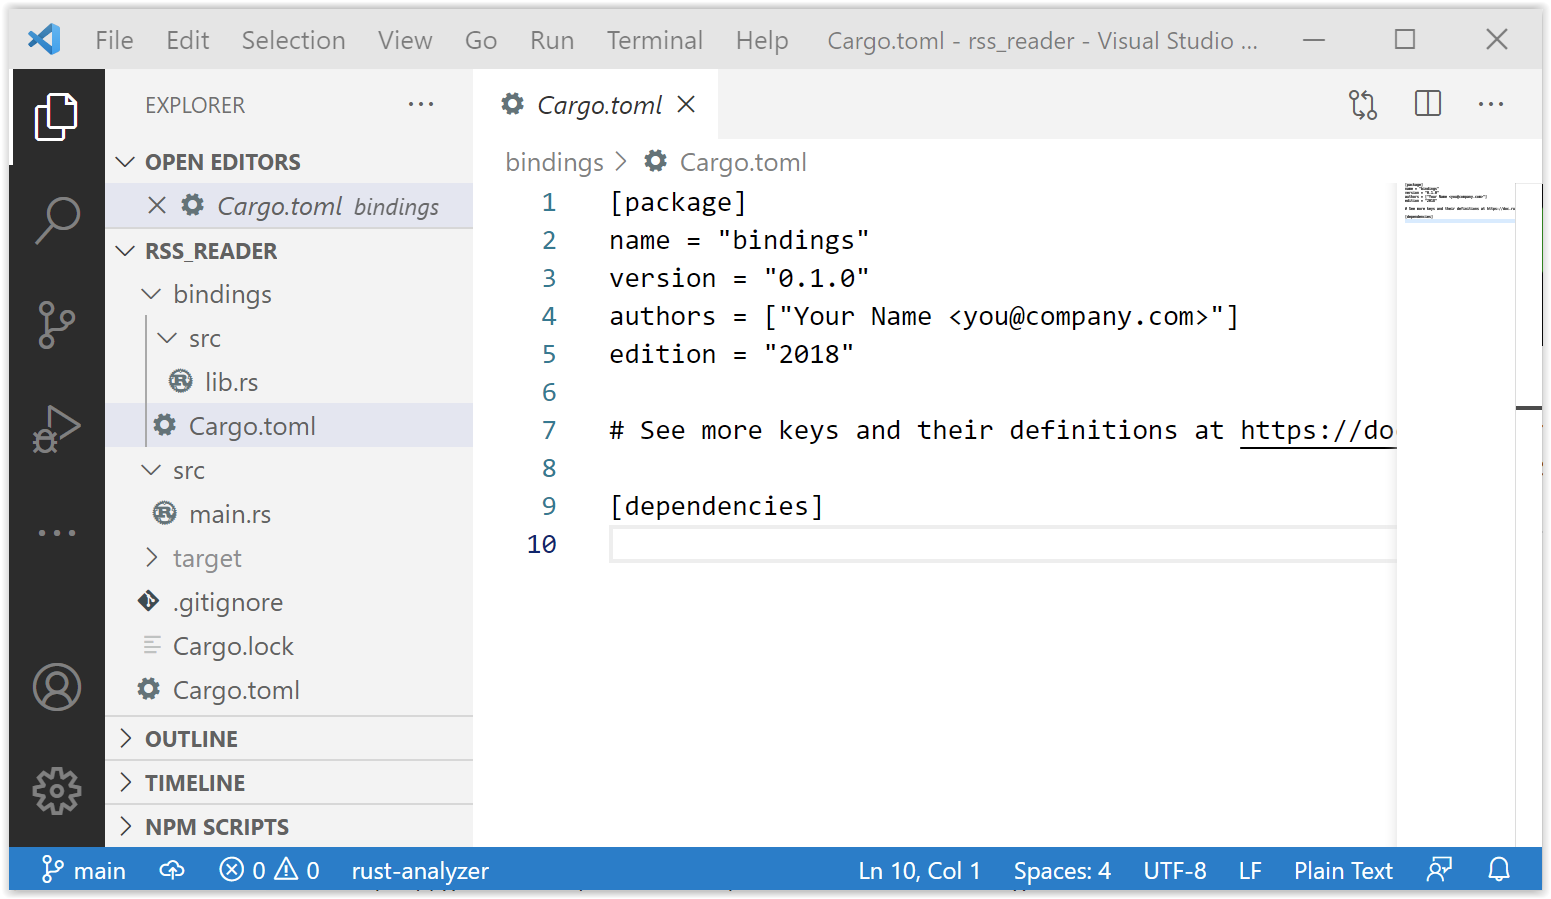 File Edit Selection View Go Run Terminal Help Cargo.toml - rss_reader - Visual Studio ...
EXPLORER
OPEN EDITORS
Cargo.toml bindings
RSS_READER
bindings
src
lib.rs
Cargo.toml
src
main.rs
target
.gitignore
Cargo.lock
Cargo.toml
OUTLINE
TIMELINE
NPM SCRIPTS
Cargo.toml
bindings > Cargo.toml
1 [package]
2 name = "bindings"
3 version = "0.1.0"
4 authors = ["Your Name <you@company.com>"]
5 edition = "2018"
6
7 # See more keys and their definitions at https://do
8
9 [dependencies]
10
main 0 0 rust-analyzer Ln 10, Col 1 Spaces: 4 UTF-8 LF Plain Text